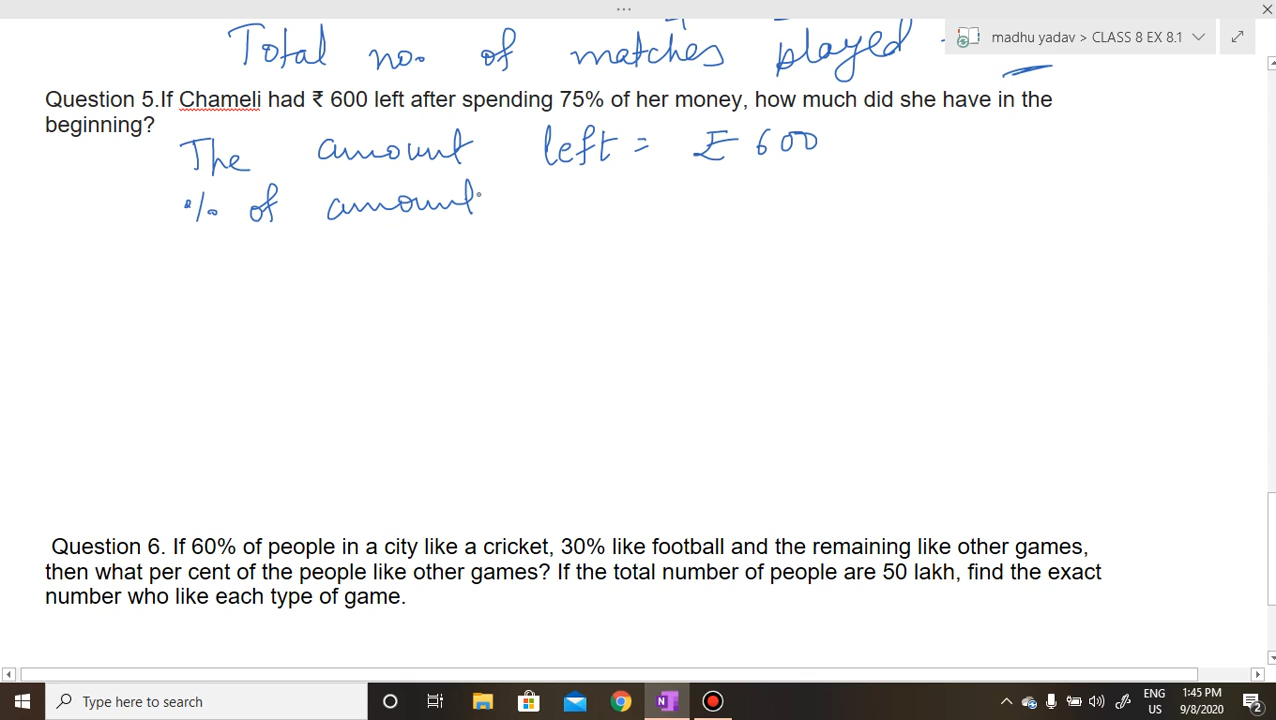 ...
madhu yadav > CLASS 8 EX 8.1
Total no. of matches played
Question 5.If Chameli had ₹ 600 left after spending 75% of her money, how much did she have in the
beginning?
The amount left = ₹ 600
% of amount
Question 6. If 60% of people in a city like a cricket, 30% like football and the remaining like other games,
then what per cent of the people like other games? If the total number of people are 50 lakh, find the exact
number who like each type of game.
Type here to search
ENG
US
1:45 PM
9/8/2020
2